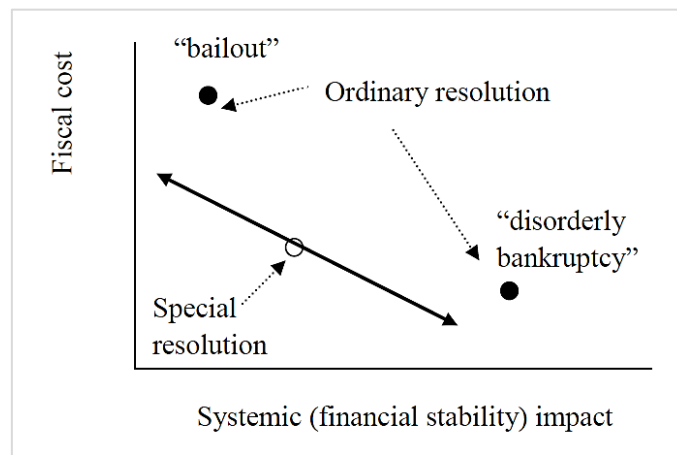 “bailout”
Ordinary resolution
Fiscal cost
“disorderly
bankruptcy”
Special
resolution
Systemic (financial stability) impact